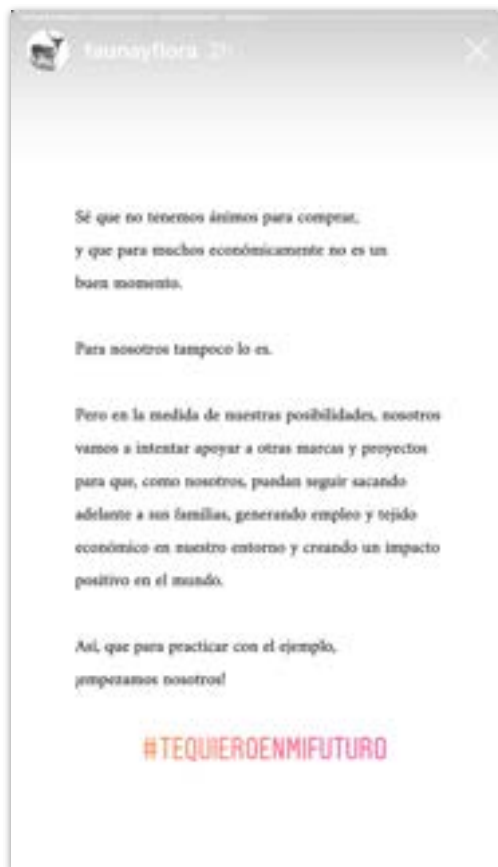 faunayflora 2h
Sé que no tenemos ánimos para comprar,
y que para muchos económicamente no es un
buen momento.
Para nosotros tampoco lo es.
Pero en la medida de nuestras posibilidades, nosotros
vamos a intentar apoyar a otras marcas y proyectos
para que, como nosotros, puedan seguir sacando
adelante a sus familias, generando empleo y tejido
económico en nuestro entorno y creando un impacto
positivo en el mundo.
Así, que para practicar con el ejemplo,
¡empezamos nosotros!
#TEQUIEROENMIFUTURO